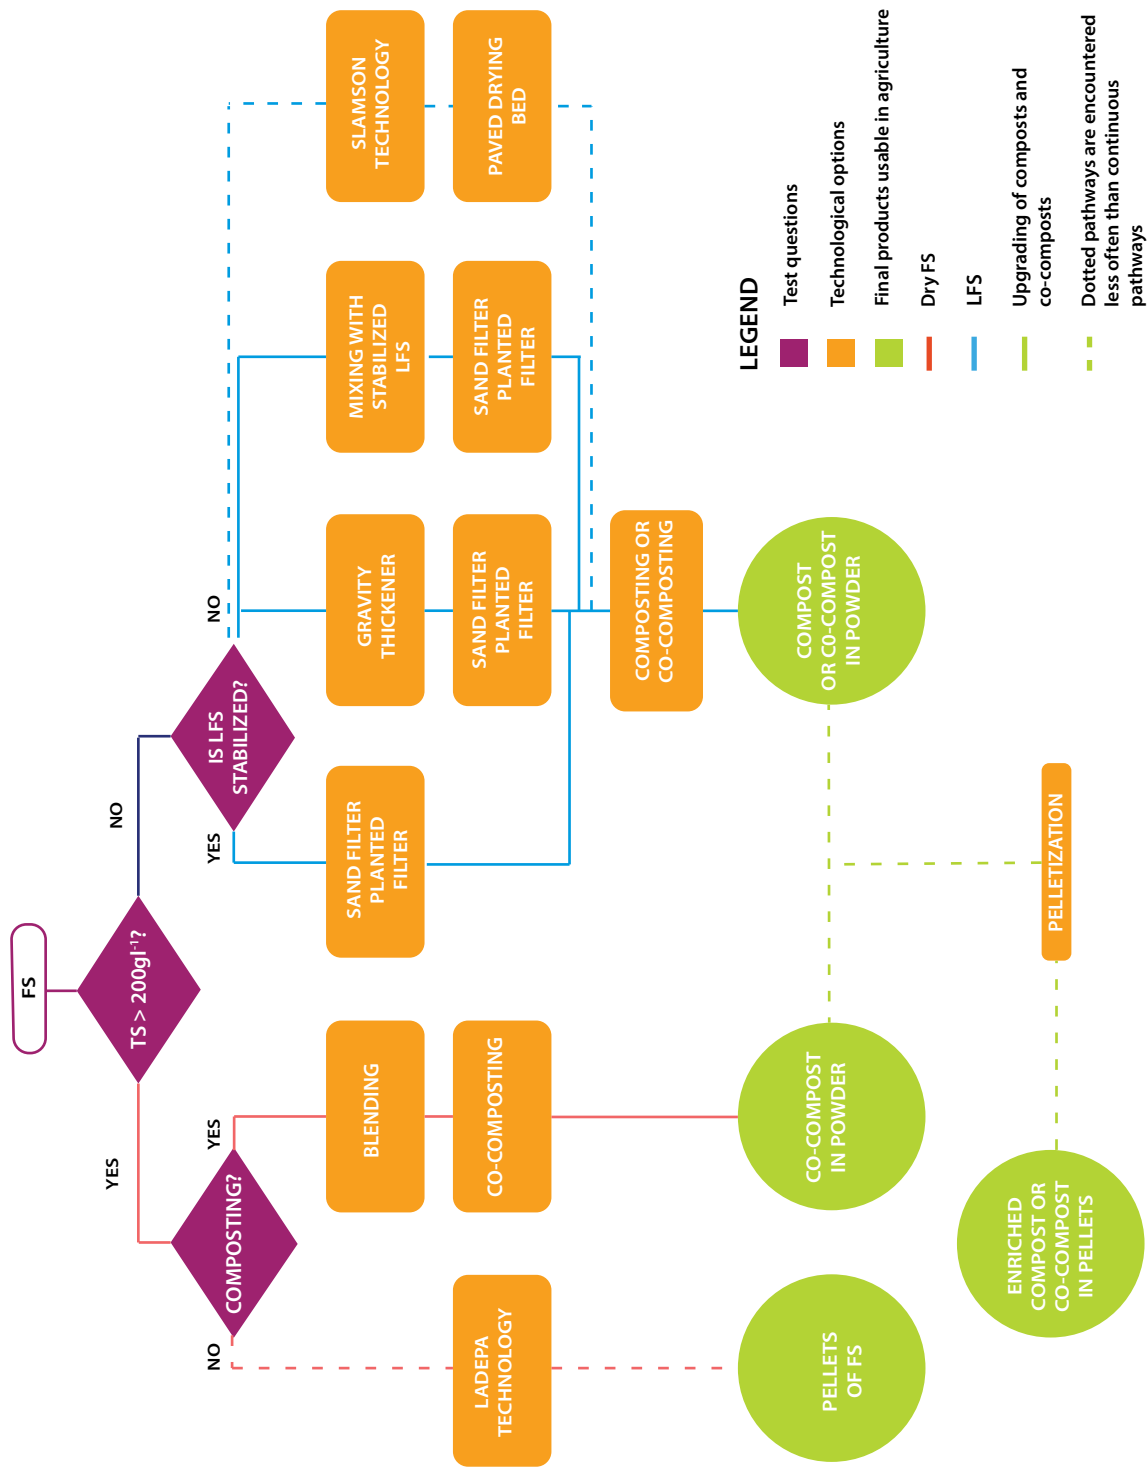 FS
TS > 200gl⁻¹?
YES
NO
COMPOSTING?
IS LFS
STABILIZED?
NO
YES
YES
NO
BLENDING
SAND FILTER
PLANTED
FILTER
GRAVITY
THICKENER
MIXING WITH
STABILIZED
LFS
SLAMSON
TECHNOLOGY
LADEPA
TECHNOLOGY
CO-COMPOSTING
SAND FILTER
PLANTED
FILTER
SAND FILTER
PLANTED
FILTER
PAVED DRYING
BED
COMPOSTING OR
CO-COMPOSTING
PELLETS
OF FS
CO-COMPOST
IN POWDER
COMPOST
OR C0-COMPOST
IN POWDER
ENRICHED
COMPOST OR
CO-COMPOST
IN PELLETS
PELLETIZATION
LEGEND
Test questions
Technological options
Final products usable in agriculture
Dry FS
LFS
Upgrading of composts and
co-composts
Dotted pathways are encountered
less often than continuous
pathways